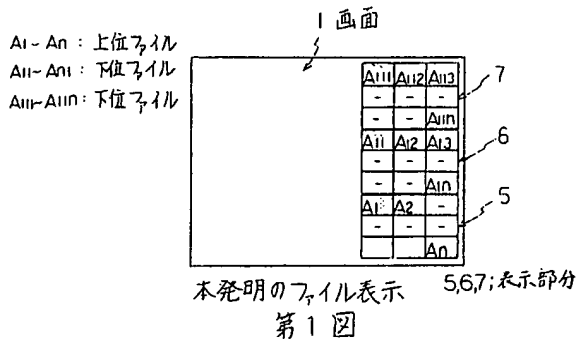 1 画面
A1~An : 上位ファイル
A11~An1 : 下位ファイル
A111~A11n : 下位ファイル
A111 A112 A113
- - -
- - A11n
7
A11 A12 A13
- - -
- - A1n
6
A1 A2 -
- - -
An
5
本発明のファイル表示
5,6,7;表示部分
第1図